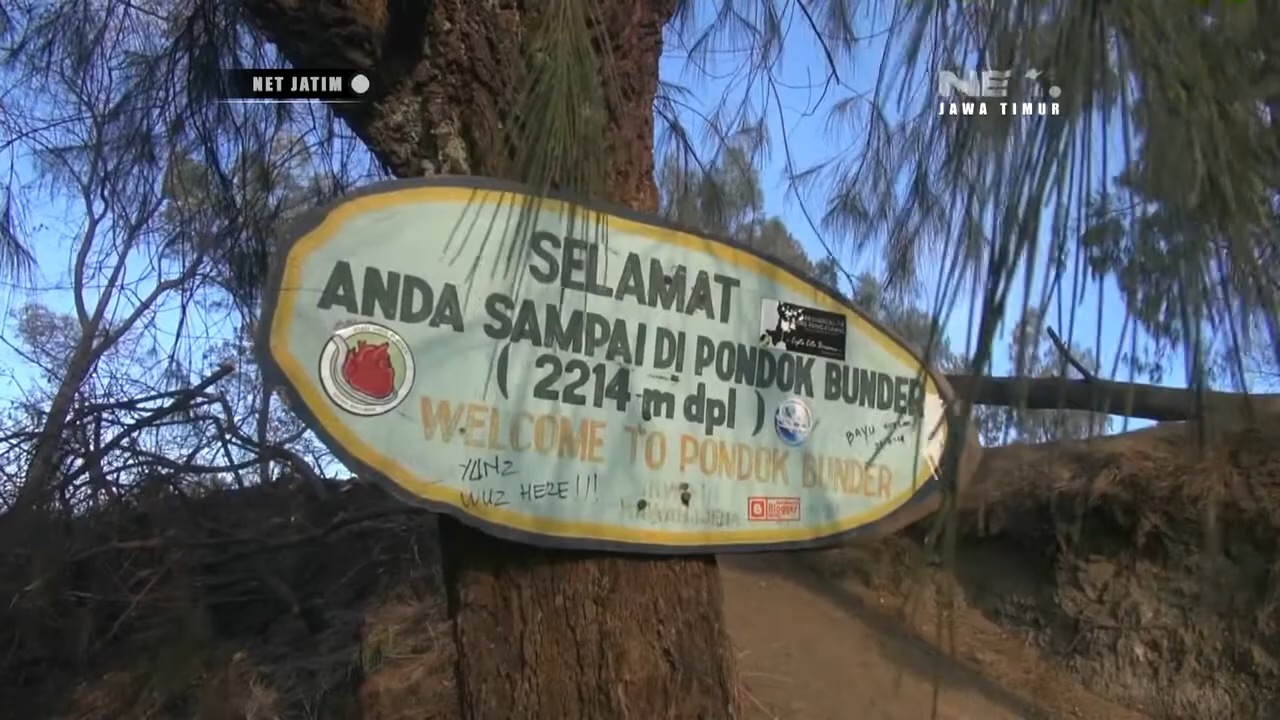 NET JATIM
NET.
JAWA TIMUR
SELAMAT
ANDA SAMPAI DI PONDOK BUNDER
( 2214 m dpl )
WELCOME TO PONDOK BUNDER
BAYU
YUNZ
WUZ HERE!!!
Blogger